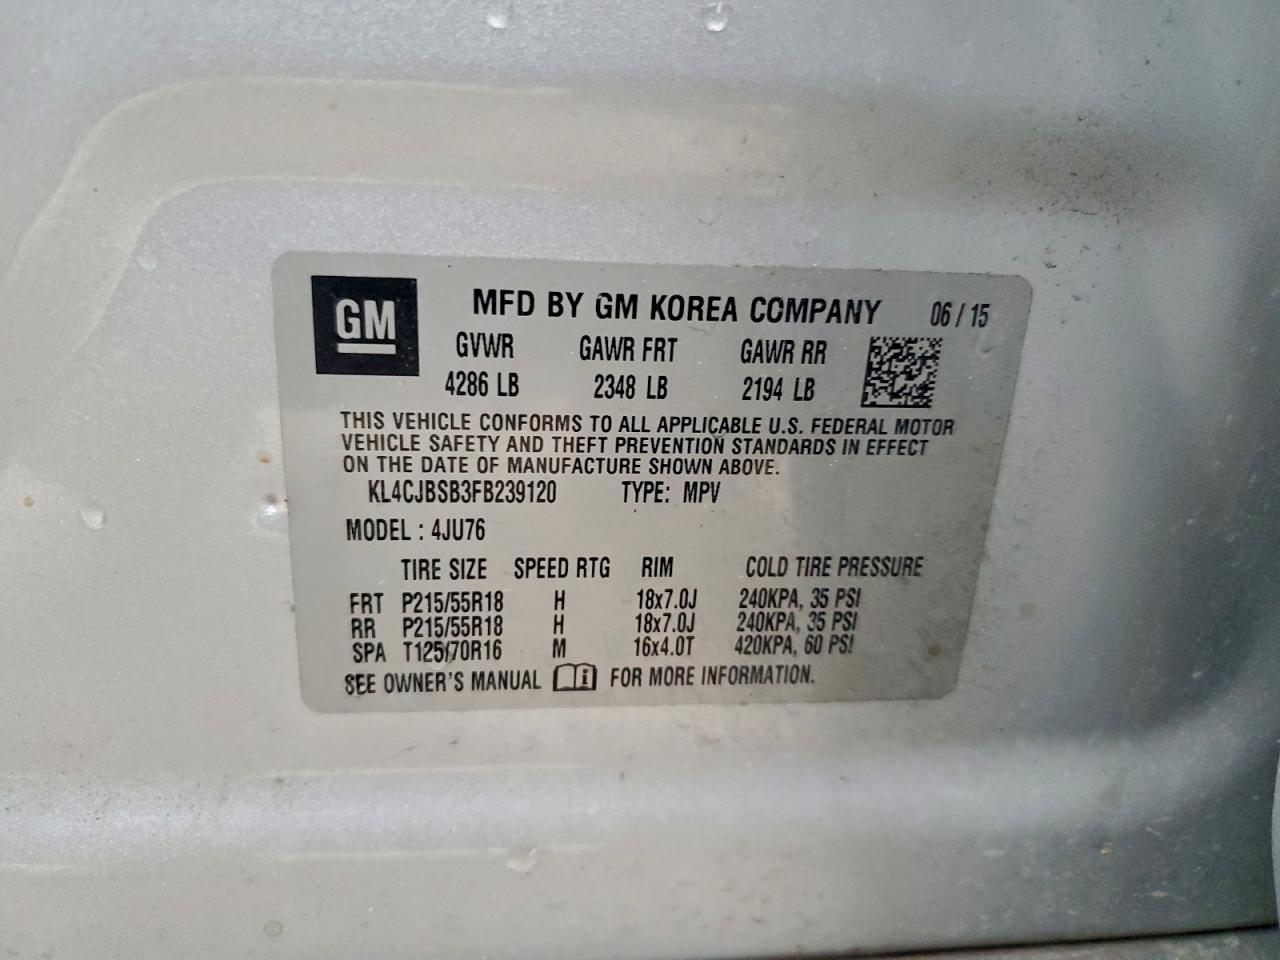 GM MFD BY GM KOREA COMPANY 06 / 15
GVWR GAWR FRT GAWR RR
4286 LB 2348 LB 2194 LB
THIS VEHICLE CONFORMS TO ALL APPLICABLE U.S. FEDERAL MOTOR
VEHICLE SAFETY AND THEFT PREVENTION STANDARDS IN EFFECT
ON THE DATE OF MANUFACTURE SHOWN ABOVE.
KL4CJBSB3FB239120 TYPE: MPV
MODEL : 4JU76
TIRE SIZE SPEED RTG RIM COLD TIRE PRESSURE
FRT P215/55R18 H 18x7.0J 240KPA, 35 PSI
RR P215/55R18 H 18x7.0J 240KPA, 35 PSI
SPA T125/70R16 M 16x4.0T 420KPA, 60 PSI
SEE OWNER'S MANUAL i FOR MORE INFORMATION.